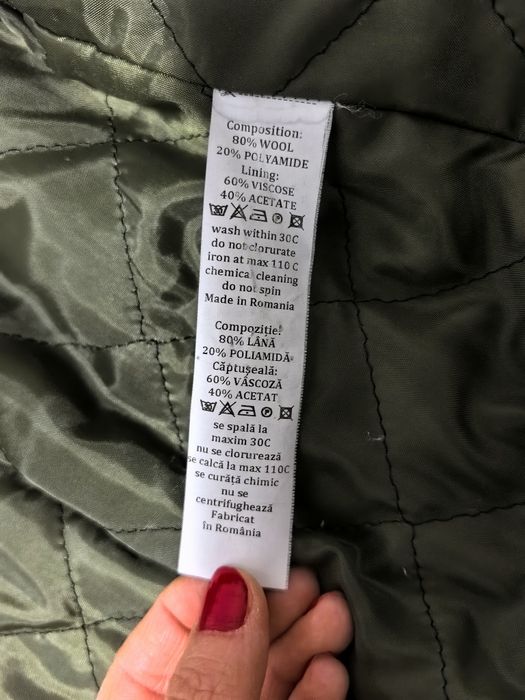 Composition:
80% WOOL
20% POLYAMIDE
Lining:
60% VISCOSE
40% ACETATE
wash within 30C
do not clorurate
iron at max 110 C
chemical cleaning
do not spin
Made in Romania
Compoziție:
80% LÂNĂ
20% POLIAMIDĂ
Căptușeală:
60% VÂSCOZĂ
40% ACETAT
se spală la
maxim 30C
nu se clorurează
se calcă la max 110C
se curăță chimic
nu se
centrifughează
Fabricat
în România